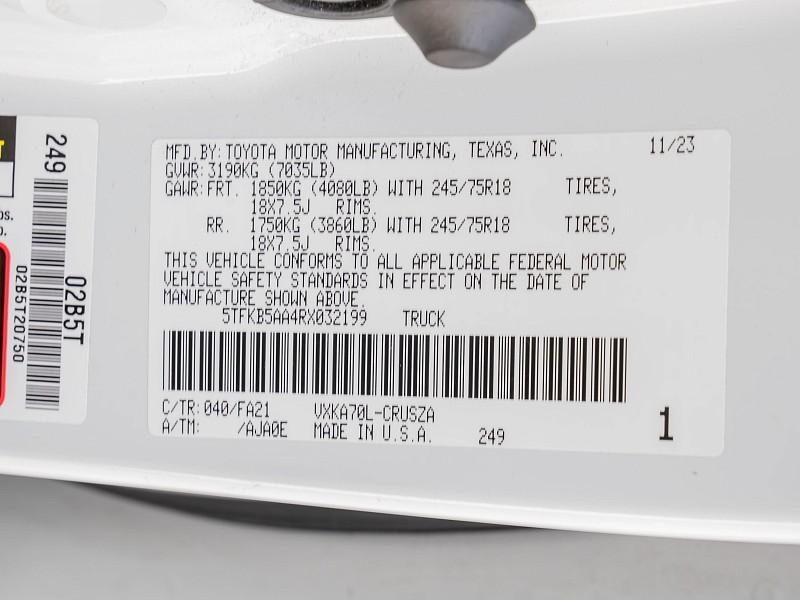 MFD.BY: TOYOTA MOTOR MANUFACTURING, TEXAS, INC. 11/23
GVWR: 3190KG (7035LB)
GAWR: FRT. 1850KG (4080LB) WITH 245/75R18 TIRES,
18X7.5J RIMS.
RR. 1750KG (3860LB) WITH 245/75R18 TIRES,
18X7.5J RIMS.
THIS VEHICLE CONFORMS TO ALL APPLICABLE FEDERAL MOTOR
VEHICLE SAFETY STANDARDS IN EFFECT ON THE DATE OF
MANUFACTURE SHOWN ABOVE.
5TFKB5AA4RX032199 TRUCK
C/TR: 040/FA21 VXKA70L-CRUSZA
A/TM: /AJA0E MADE IN U.S.A. 249
1
249
02B5T
02B5T20750